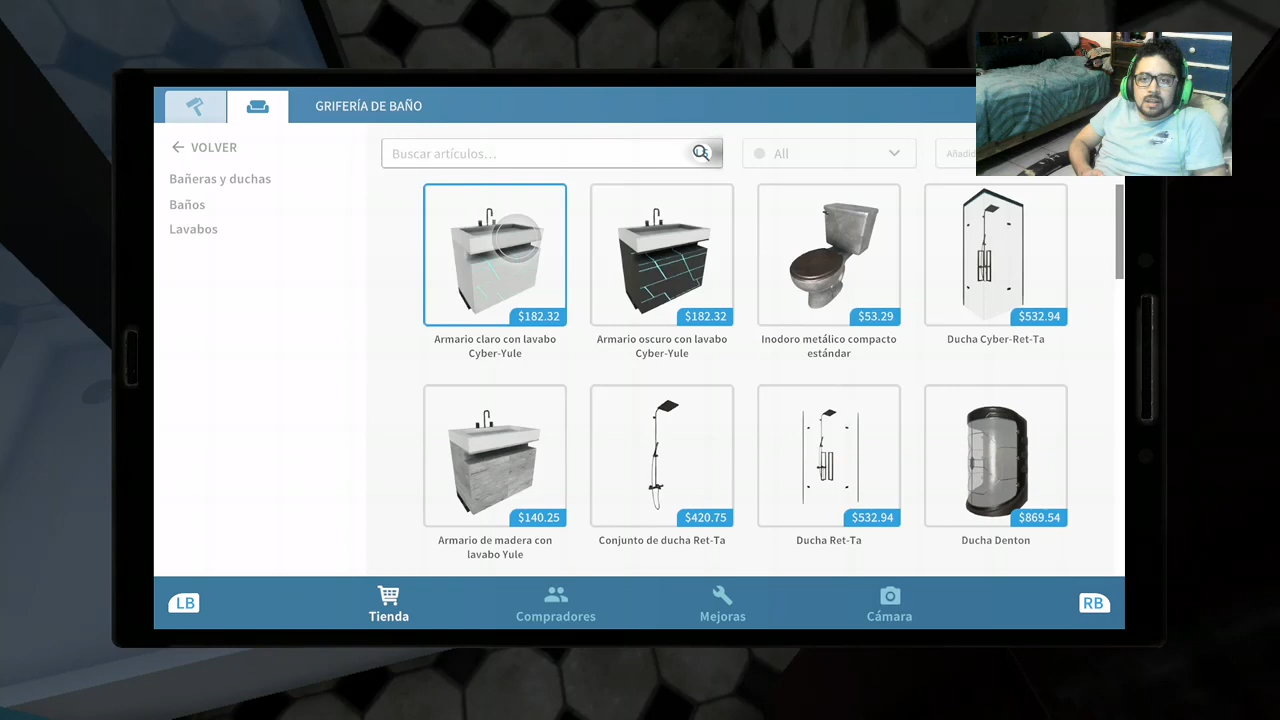 GRIFERÍA DE BAÑO
VOLVER
Bañeras y duchas
Baños
Lavabos
Buscar artículos...
All
$182.32
Armario claro con lavabo
Cyber-Yule
$182.32
Armario oscuro con lavabo
Cyber-Yule
$53.29
Inodoro metálico compacto
estándar
$532.94
Ducha Cyber-Ret-Ta
$140.25
Armario de madera con
lavabo Yule
$420.75
Conjunto de ducha Ret-Ta
$532.94
Ducha Ret-Ta
$869.54
Ducha Denton
LB
Tienda
Compradores
Mejoras
Cámara
RB